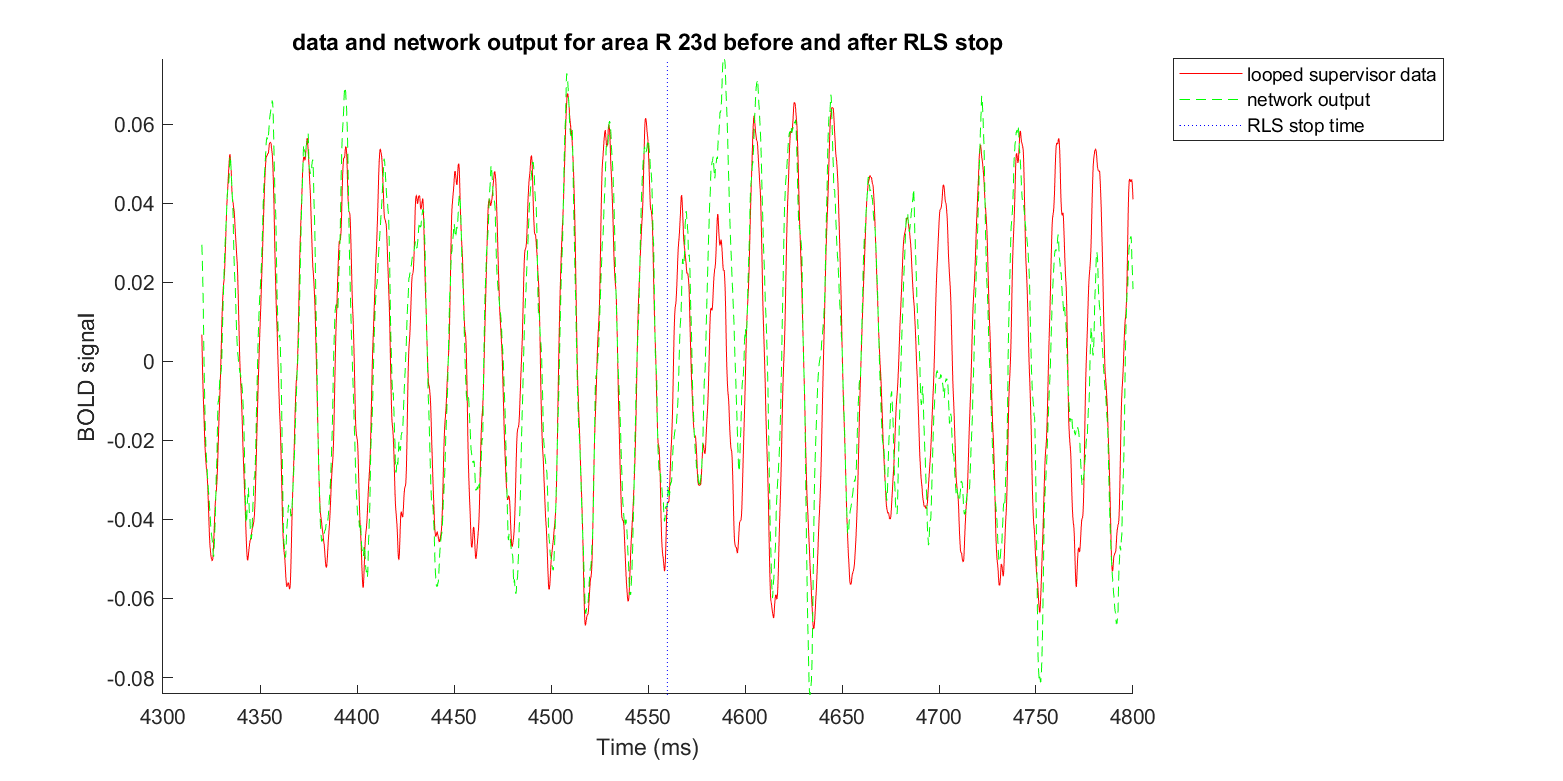 data and network output for area R 23d before and after RLS stop
looped supervisor data
network output
RLS stop time
0.06
0.04
0.02
0
-0.02
-0.04
-0.06
-0.08
BOLD signal
4300 4350 4400 4450 4500 4550 4600 4650 4700 4750 4800
Time (ms)